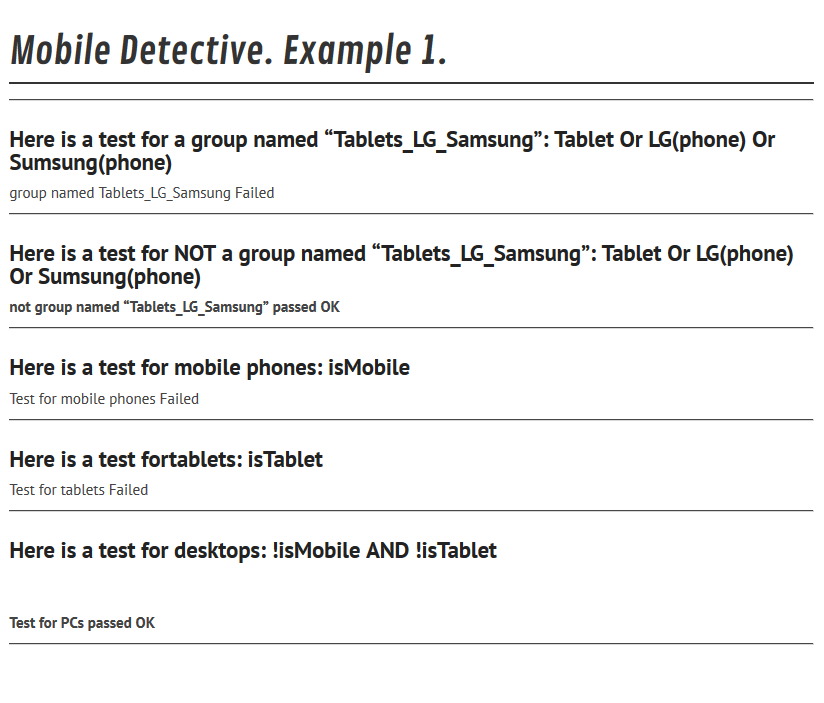 Mobile Detective. Example 1.
Here is a test for a group named “Tablets_LG_Samsung”: Tablet Or LG(phone) Or
Sumsung(phone)
group named Tablets_LG_Samsung Failed
Here is a test for NOT a group named “Tablets_LG_Samsung”: Tablet Or LG(phone)
Or Sumsung(phone)
not group named “Tablets_LG_Samsung” passed OK
Here is a test for mobile phones: isMobile
Test for mobile phones Failed
Here is a test fortablets: isTablet
Test for tablets Failed
Here is a test for desktops: !isMobile AND !isTablet
Test for PCs passed OK